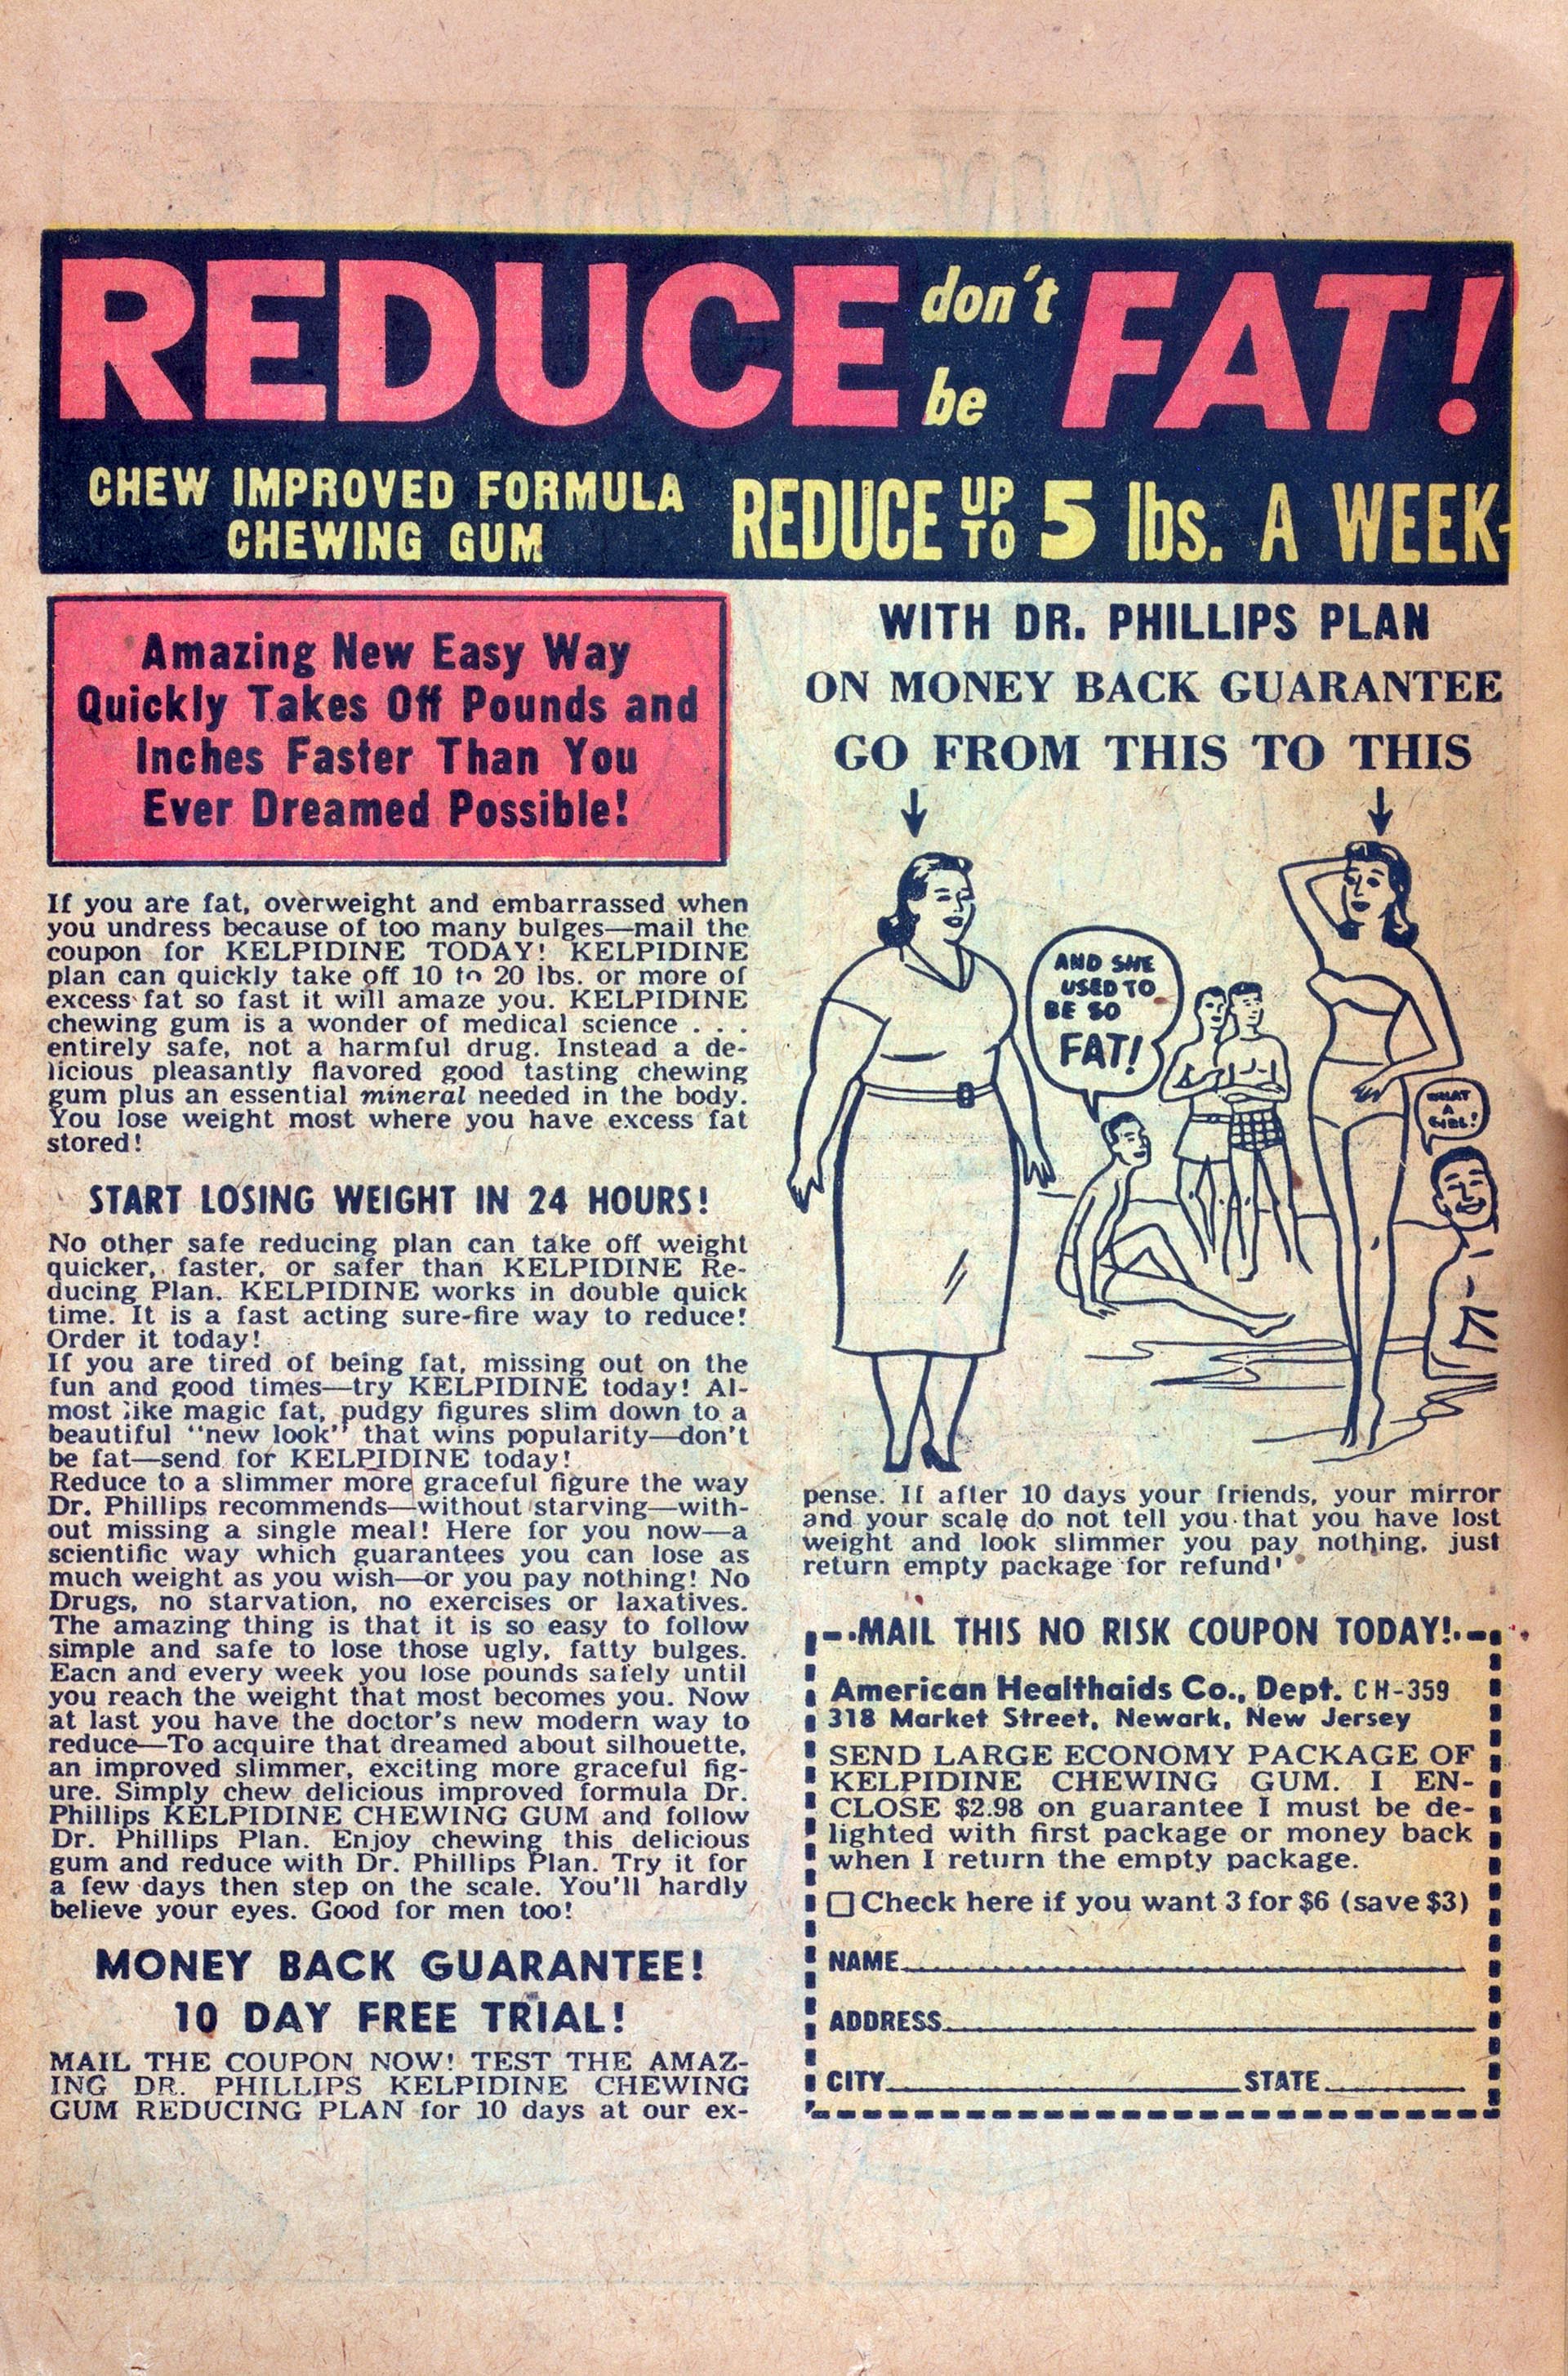 REDUCE don't be FAT!
CHEW IMPROVED FORMULA
CHEWING GUM
REDUCE UP TO 5 lbs. A WEEK-
Amazing New Easy Way
Quickly Takes Off Pounds and
Inches Faster Than You
Ever Dreamed Possible!
If you are fat, overweight and embarrassed when
you undress because of too many bulges—mail the
coupon for KELPIDINE TODAY! KELPIDINE
plan can quickly take off 10 to 20 lbs. or more of
excess fat so fast it will amaze you. KELPIDINE
chewing gum is a wonder of medical science . . .
entirely safe, not a harmful drug. Instead a de-
licious pleasantly flavored good tasting chewing
gum plus an essential mineral needed in the body.
You lose weight most where you have excess fat
stored!
START LOSING WEIGHT IN 24 HOURS!
No other safe reducing plan can take off weight
quicker, faster, or safer than KELPIDINE Re-
ducing Plan. KELPIDINE works in double quick
time. It is a fast acting sure-fire way to reduce!
Order it today!
If you are tired of being fat, missing out on the
fun and good times—try KELPIDINE today! Al-
most like magic fat, pudgy figures slim down to a
beautiful "new look" that wins popularity—don't
be fat—send for KELPIDINE today!
Reduce to a slimmer more graceful figure the way
Dr. Phillips recommends—without starving—with-
out missing a single meal! Here for you now—a
scientific way which guarantees you can lose as
much weight as you wish—or you pay nothing! No
Drugs, no starvation, no exercises or laxatives.
The amazing thing is that it is so easy to follow
simple and safe to lose those ugly, fatty bulges.
Each and every week you lose pounds safely until
you reach the weight that most becomes you. Now
at last you have the doctor's new modern way to
reduce—To acquire that dreamed about silhouette,
an improved slimmer, exciting more graceful fig-
ure. Simply chew delicious improved formula Dr.
Phillips KELPIDINE CHEWING GUM and follow
Dr. Phillips Plan. Enjoy chewing this delicious
gum and reduce with Dr. Phillips Plan. Try it for
a few days then step on the scale. You'll hardly
believe your eyes. Good for men too!
MONEY BACK GUARANTEE!
10 DAY FREE TRIAL!
MAIL THE COUPON NOW! TEST THE AMAZ-
ING DR. PHILLIPS KELPIDINE CHEWING
GUM REDUCING PLAN for 10 days at our ex-
WITH DR. PHILLIPS PLAN
ON MONEY BACK GUARANTEE
GO FROM THIS TO THIS
AND SHE
USED TO
BE SO
FAT!
WHAT
A
GIRL!
pense. If after 10 days your friends, your mirror
and your scale do not tell you that you have lost
weight and look slimmer you pay nothing, just
return empty package for refund!
MAIL THIS NO RISK COUPON TODAY!
American Healthaids Co., Dept. CH-359
318 Market Street, Newark, New Jersey
SEND LARGE ECONOMY PACKAGE OF
KELPIDINE CHEWING GUM. I EN-
CLOSE $2.98 on guarantee I must be de-
lighted with first package or money back
when I return the empty package.
Check here if you want 3 for $6 (save $3)
NAME
ADDRESS
CITY STATE